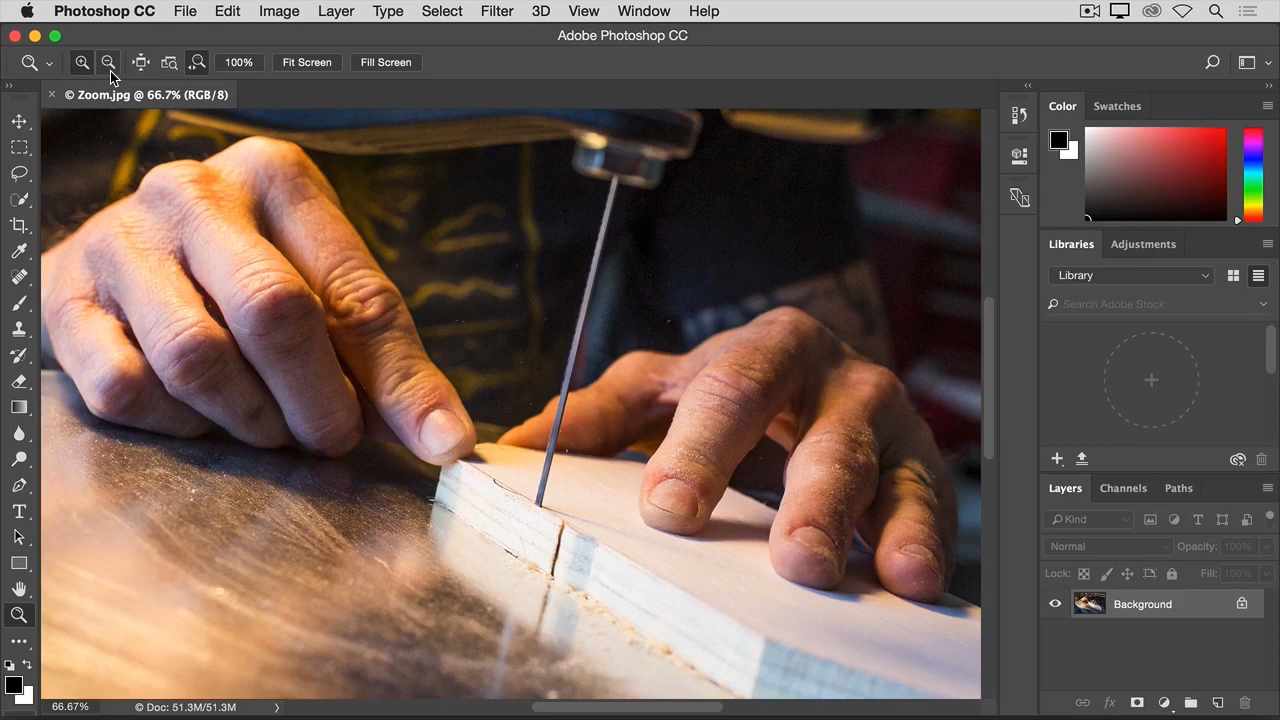 Photoshop CC File Edit Image Layer Type Select Filter 3D View Window Help
Adobe Photoshop CC
100% Fit Screen Fill Screen
© Zoom.jpg @ 66.7% (RGB/8)
Color Swatches
Libraries Adjustments
Library
Search Adobe Stock
Layers Channels Paths
Kind
Normal Opacity: 100%
Lock: Fill: 100%
Background
66.67% © Doc: 51.3M/51.3M